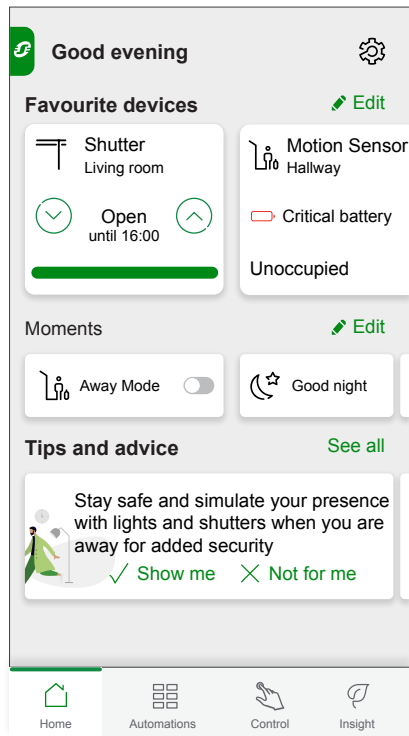 Good evening
Favourite devices
Edit
Shutter
Living room
Open
until 16:00
Motion Sensor
Hallway
Critical battery
Unoccupied
Moments
Edit
Away Mode
Good night
Tips and advice
See all
Stay safe and simulate your presence
with lights and shutters when you are
away for added security
Show me
Not for me
Home
Automations
Control
Insight